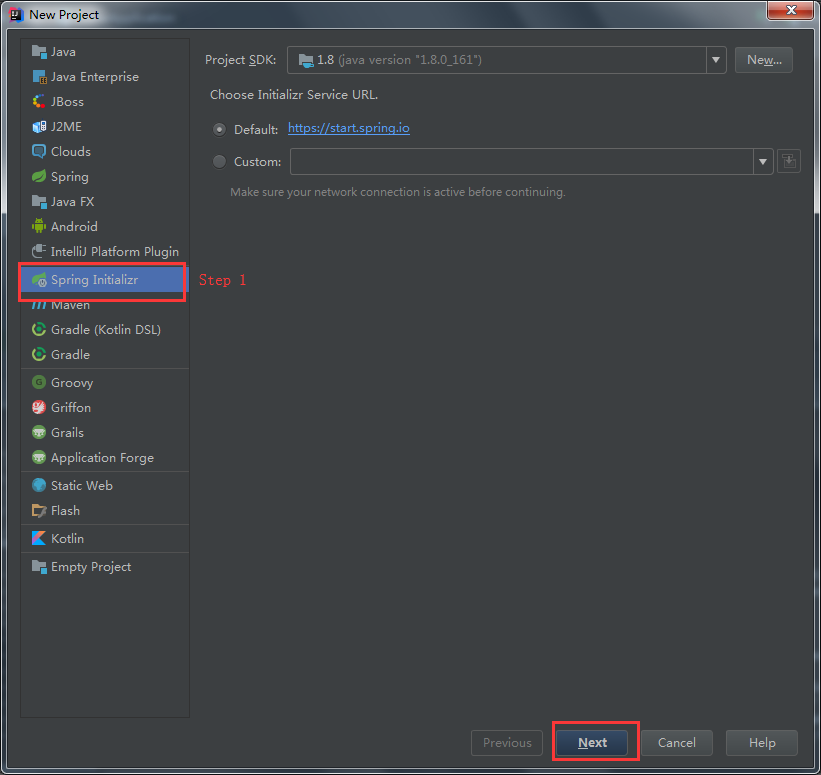 New Project
Java
Java Enterprise
JBoss
J2ME
Clouds
Spring
Java FX
Android
IntelliJ Platform Plugin
Spring Initializr
Step 1
Maven
Gradle (Kotlin DSL)
Gradle
Groovy
Griffon
Grails
Application Forge
Static Web
Flash
Kotlin
Empty Project
Project SDK: 1.8 (java version "1.8.0_161") New...
Choose Initializr Service URL.
Default: https://start.spring.io
Custom:
Make sure your network connection is active before continuing.
Previous Next Cancel Help